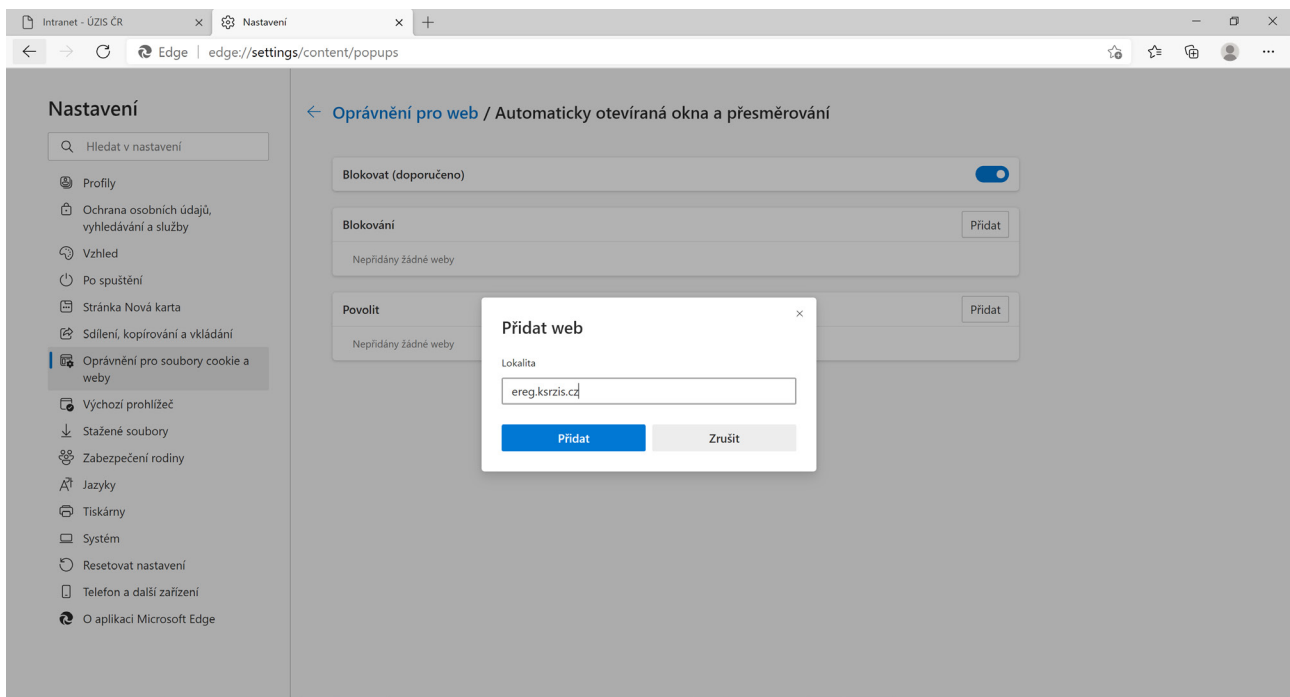 Intranet - ÚZIS ČR
Nastavení
Edge | edge://settings/content/popups
Nastavení
Hledat v nastavení
Profily
Ochrana osobních údajů,
vyhledávání a služby
Vzhled
Po spuštění
Stránka Nová karta
Sdílení, kopírování a vkládání
Oprávnění pro soubory cookie a
weby
Výchozí prohlížeč
Stažené soubory
Zabezpečení rodiny
Jazyky
Tiskárny
Systém
Resetovat nastavení
Telefon a další zařízení
O aplikaci Microsoft Edge
Oprávnění pro web / Automaticky otevíraná okna a přesměrování
Blokovat (doporučeno)
Blokování
Přidat
Nepřidány žádné weby
Povolit
Přidat
Nepřidány žádné weby
Přidat web
Lokalita
ereg.ksrzis.cz
Přidat
Zrušit